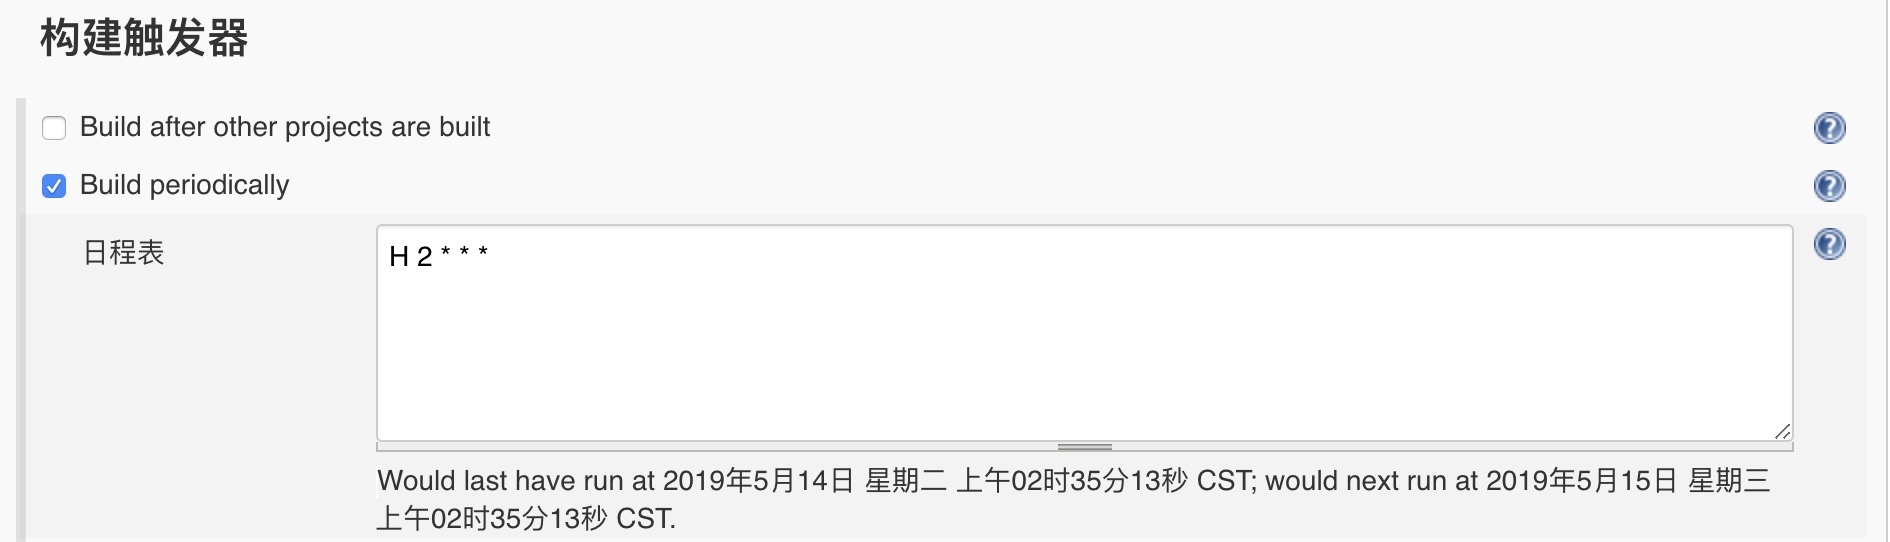 构建触发器
Build after other projects are built
Build periodically
日程表
H 2 * * *
Would last have run at 2019年5月14日 星期二 上午02时35分13秒 CST; would next run at 2019年5月15日 星期三
上午02时35分13秒 CST.